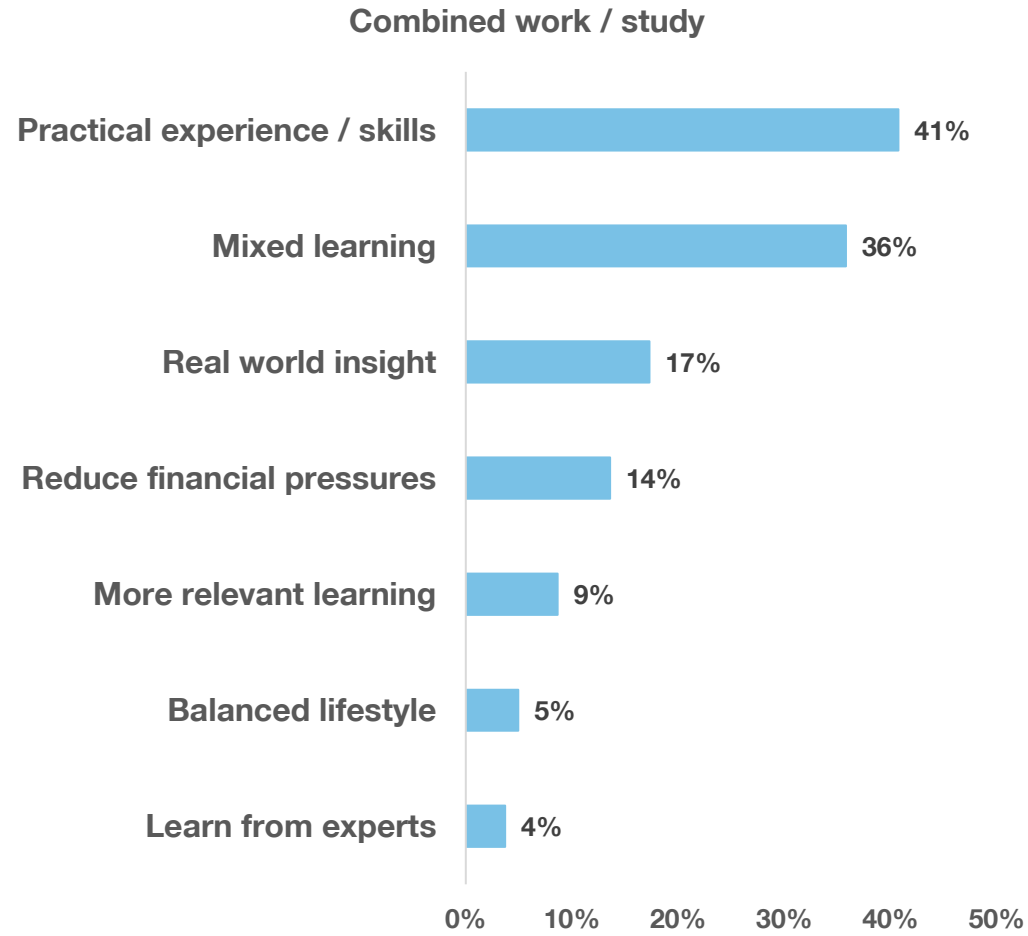 Combined work / study
Practical experience / skills 41%
Mixed learning 36%
Real world insight 17%
Reduce financial pressures 14%
More relevant learning 9%
Balanced lifestyle 5%
Learn from experts 4%
0% 10% 20% 30% 40% 50%